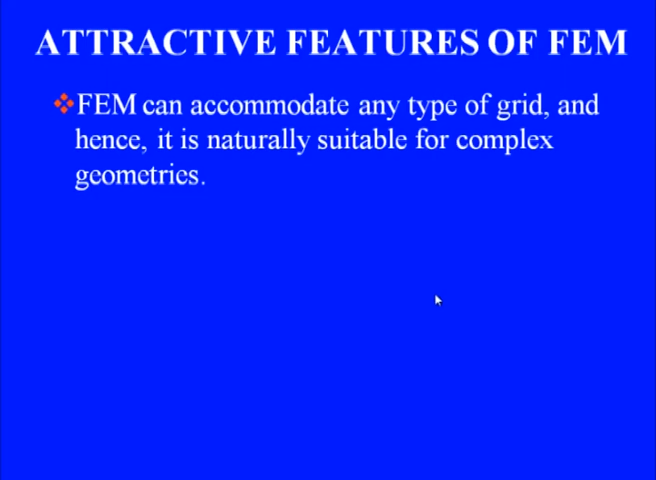 ATTRACTIVE FEATURES OF FEM
FEM can accommodate any type of grid, and
hence, it is naturally suitable for complex
geometries.